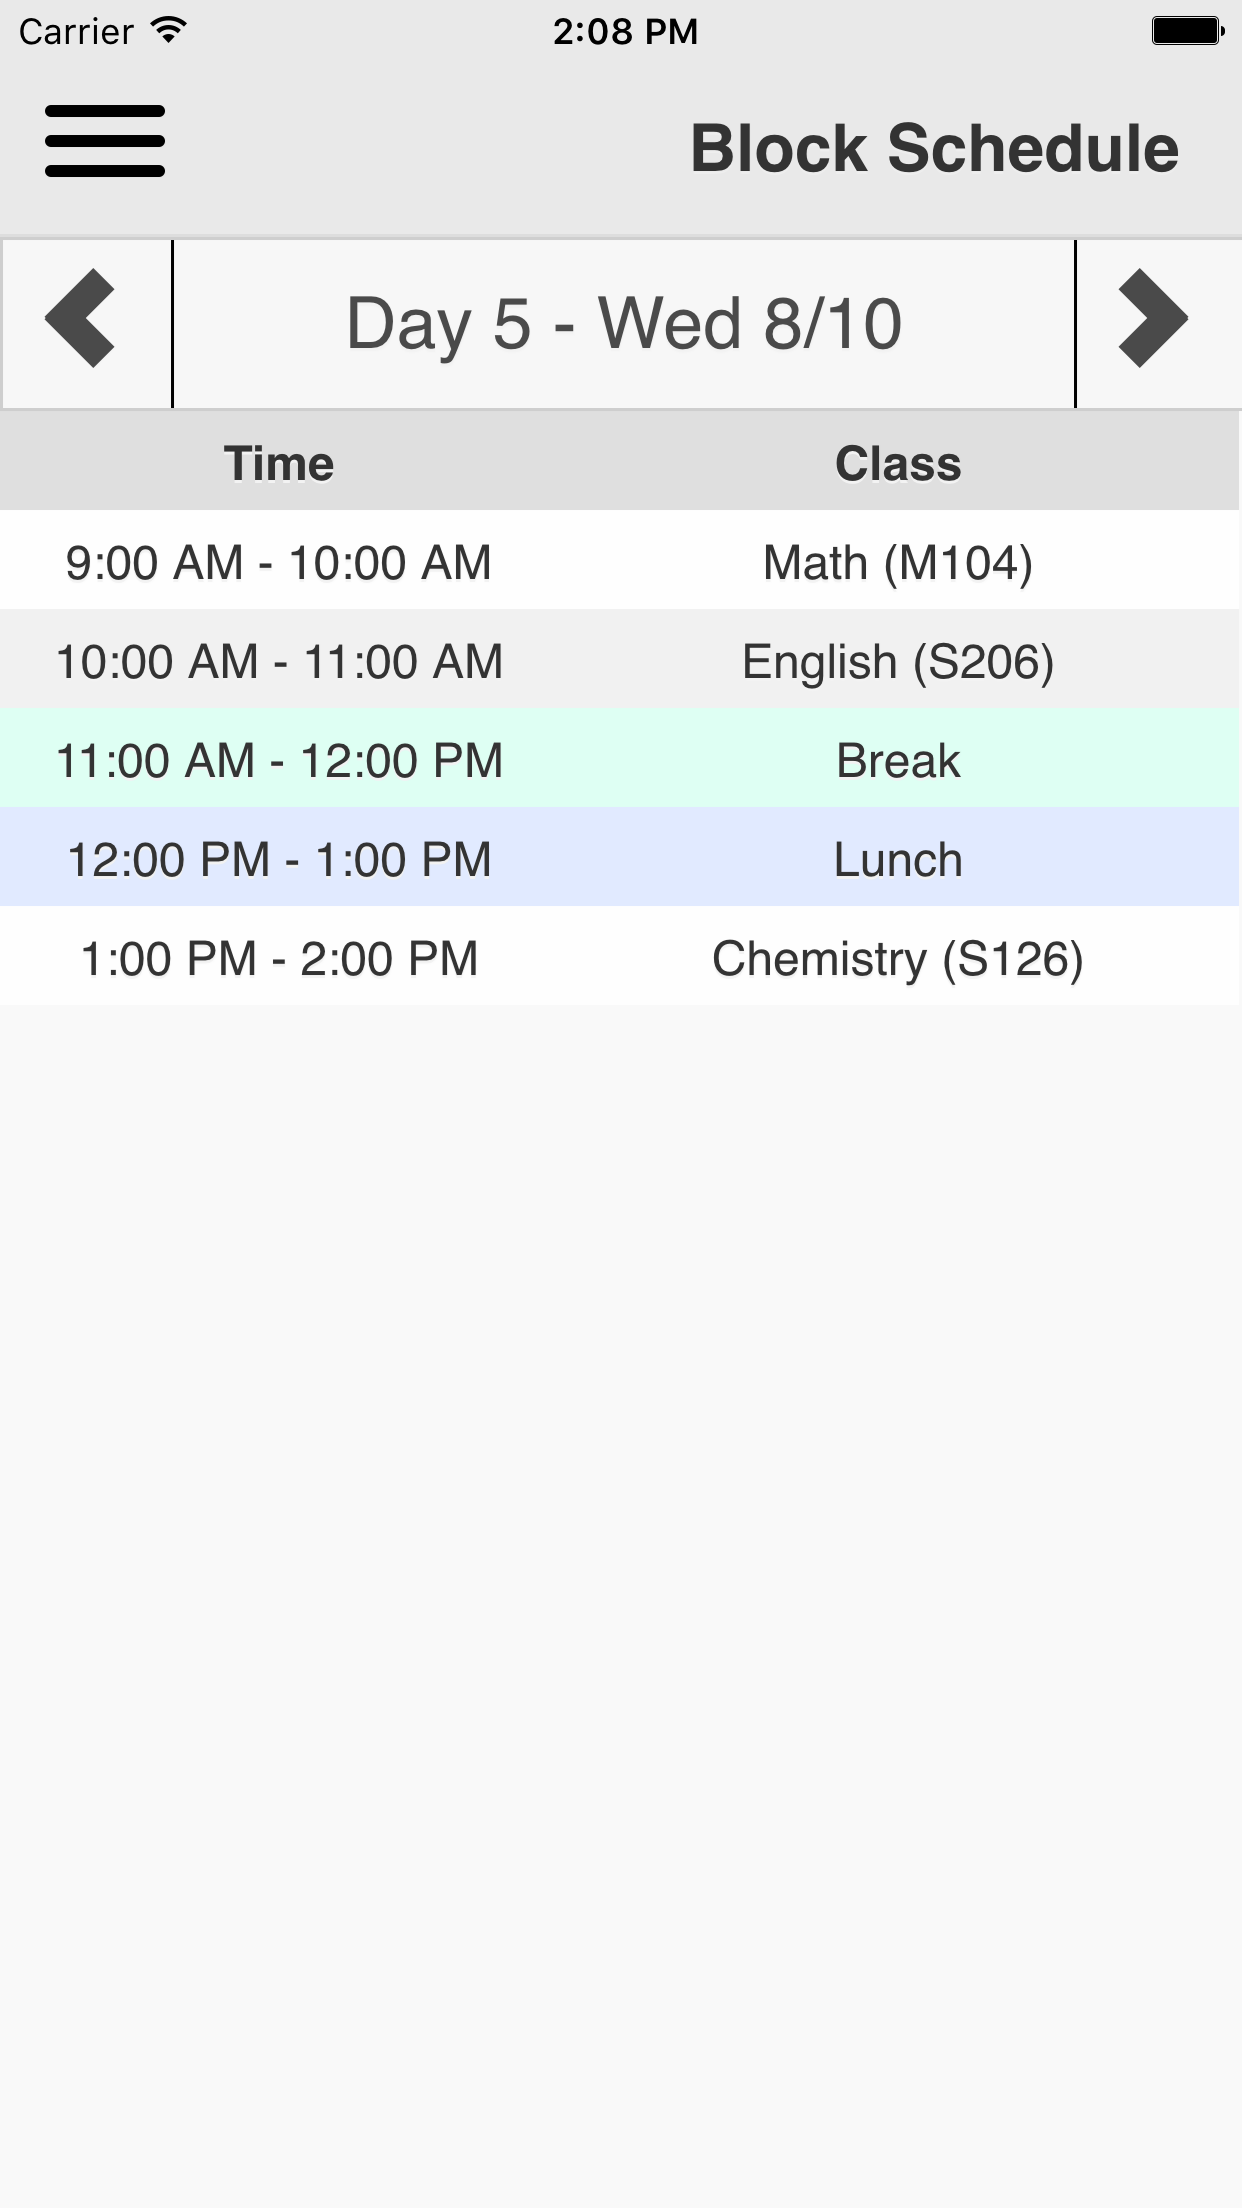 Carrier 2:08 PM
Block Schedule
Day 5 - Wed 8/10
Time Class
9:00 AM - 10:00 AM Math (M104)
10:00 AM - 11:00 AM English (S206)
11:00 AM - 12:00 PM Break
12:00 PM - 1:00 PM Lunch
1:00 PM - 2:00 PM Chemistry (S126)